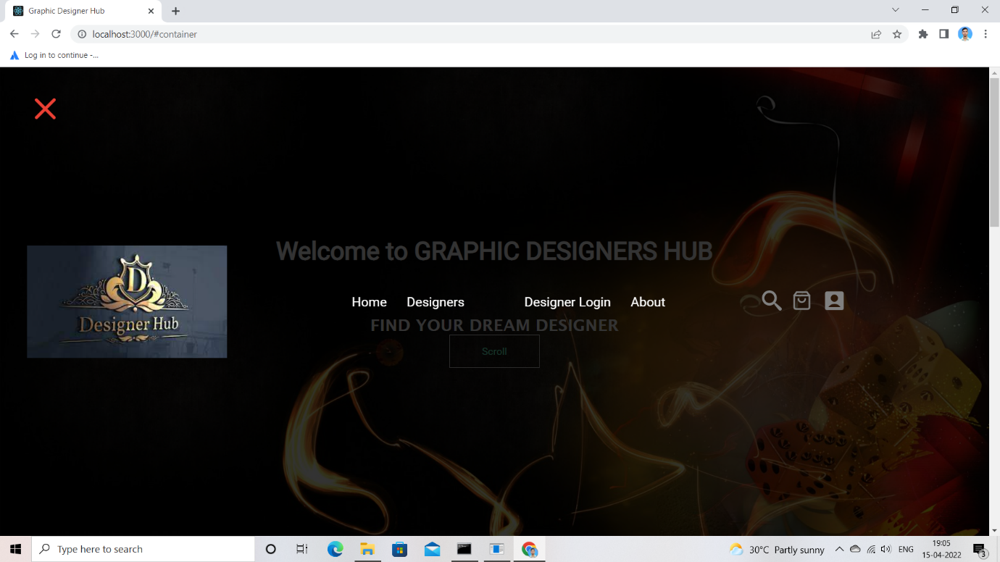 Graphic Designer Hub
localhost:3000/#container
Log in to continue -...
Welcome to GRAPHIC DESIGNERS HUB
D
Designer Hub
Home Designers Designer Login About
FIND YOUR DREAM DESIGNER
Scroll
Type here to search
30°C Partly sunny
ENG
19:05
15-04-2022
3